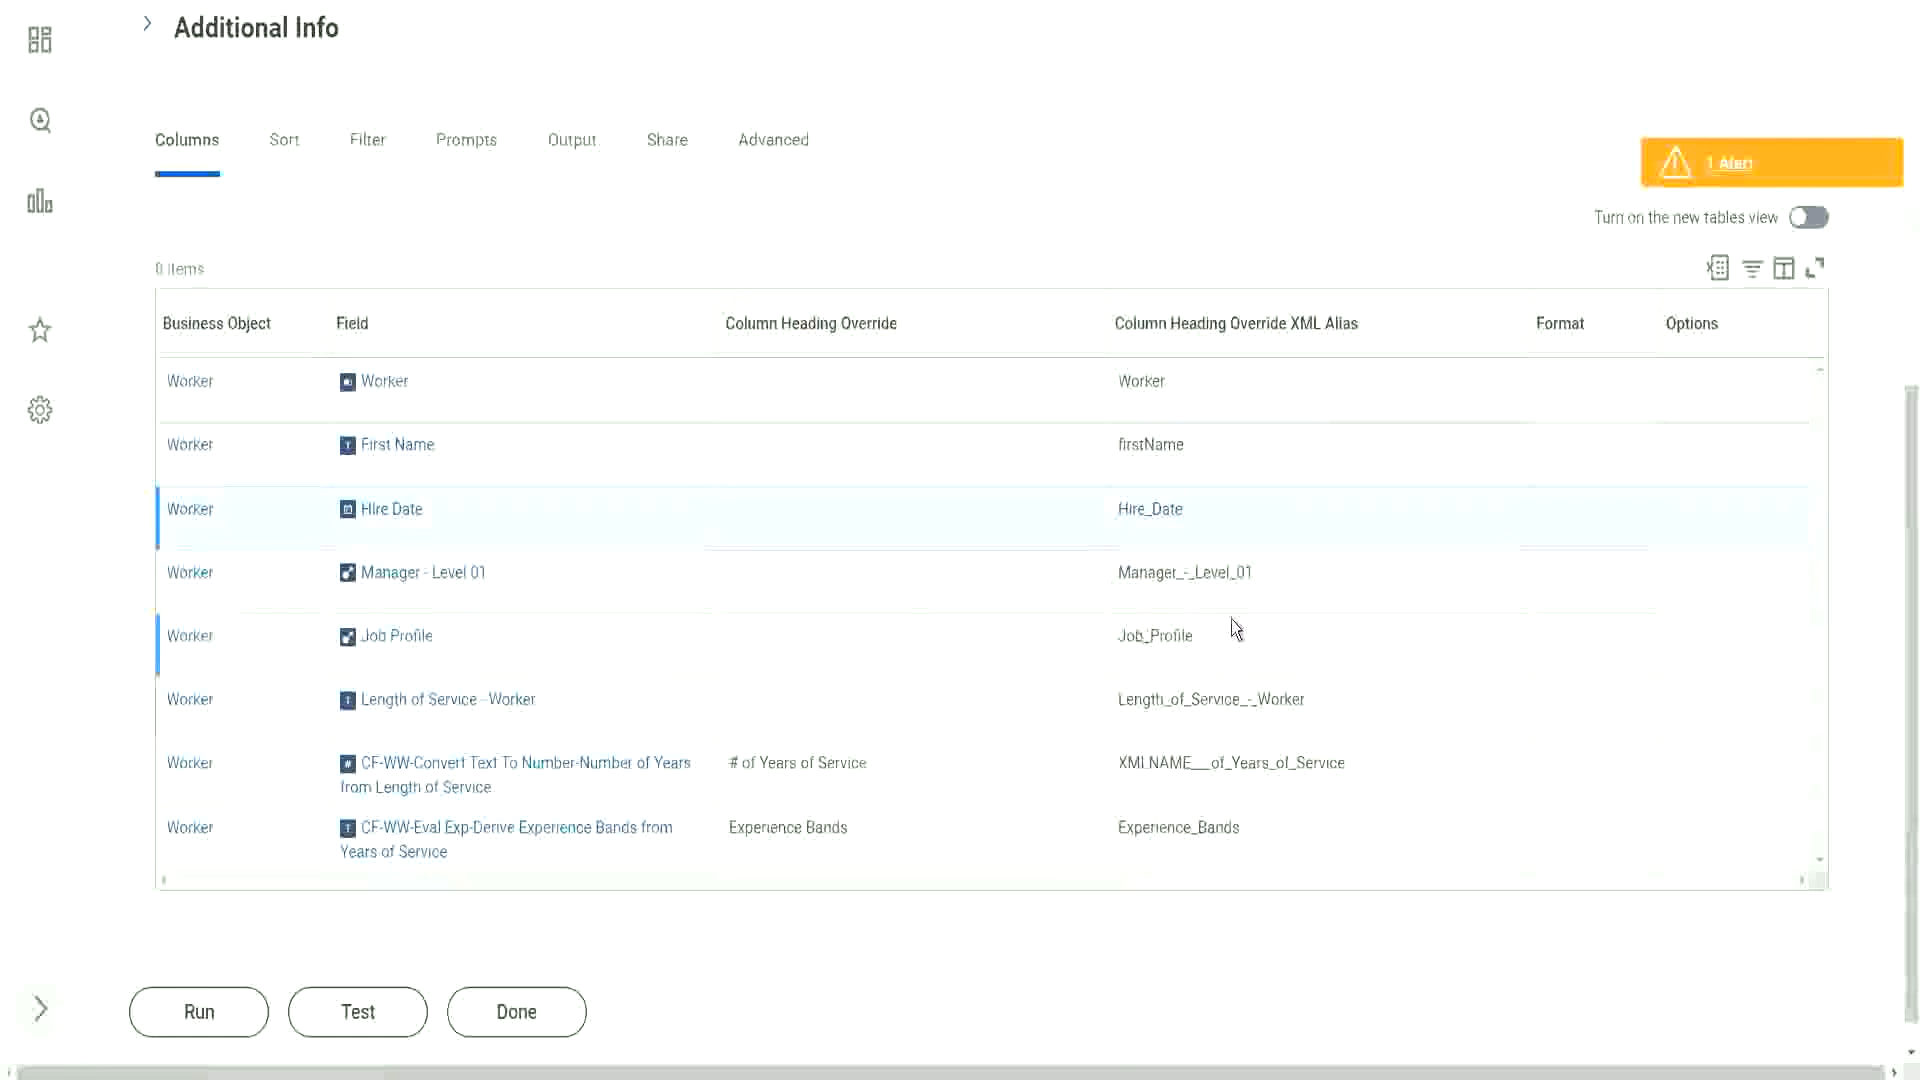 Additional Info
Columns Sort Filter Prompts Output Share Advanced
1 Alert
Turn on the new tables view
8 items
Business Object Field Column Heading Override Column Heading Override XML Alias Format Options
Worker Worker Worker
Worker First Name firstName
Worker Hire Date Hire_Date
Worker Manager - Level 01 Manager_-_Level_01
Worker Job Profile Job_Profile
Worker Length of Service - Worker Length_of_Service_-_Worker
Worker CF-WW-Convert Text To Number-Number of Years # of Years of Service XMLNAME___of_Years_of_Service
from Length of Service
Worker CF-WW-Eval Exp-Derive Experience Bands from Experience Bands Experience_Bands
Years of Service
Run Test Done